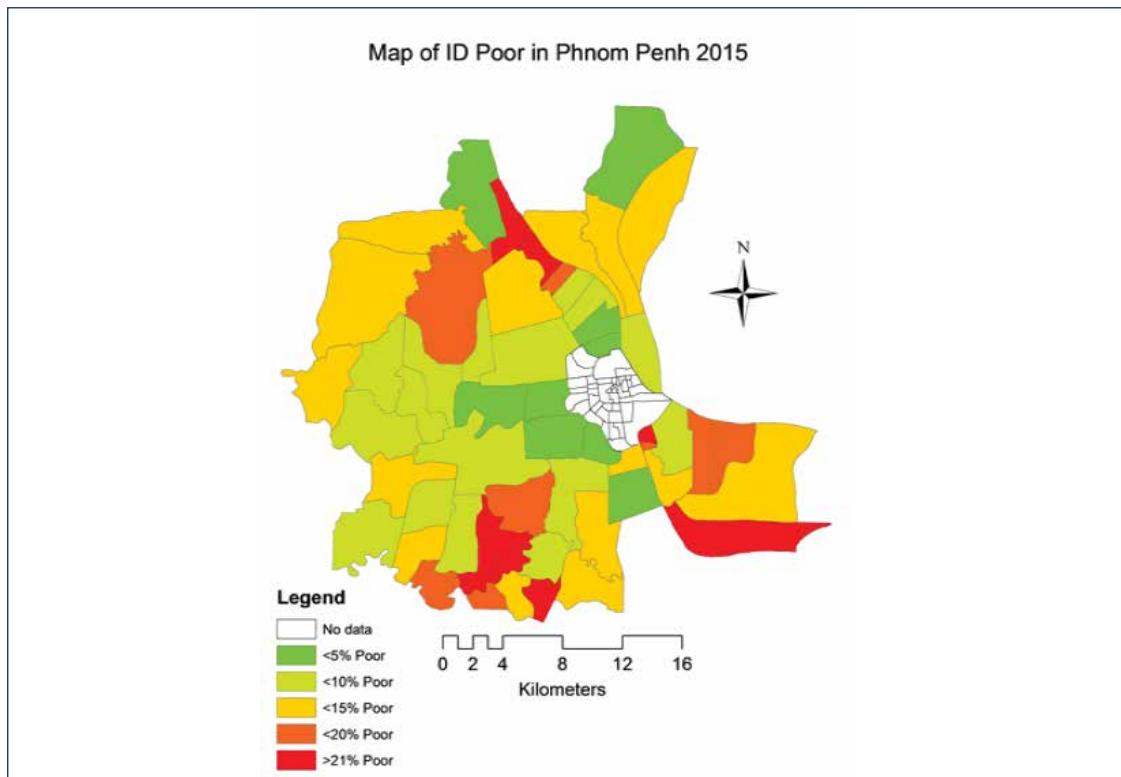 Map of ID Poor in Phnom Penh 2015
N
Legend
No data
<5% Poor
<10% Poor
<15% Poor
<20% Poor
>21% Poor
0 2 4 8 12 16
Kilometers